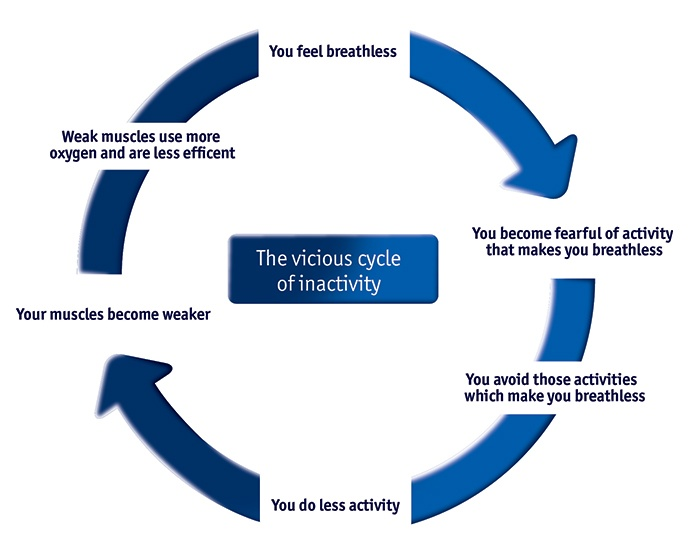 You feel breathless
Weak muscles use more
oxygen and are less efficent
You become fearful of activity
that makes you breathless
The vicious cycle
of inactivity
Your muscles become weaker
You avoid those activities
which make you breathless
You do less activity